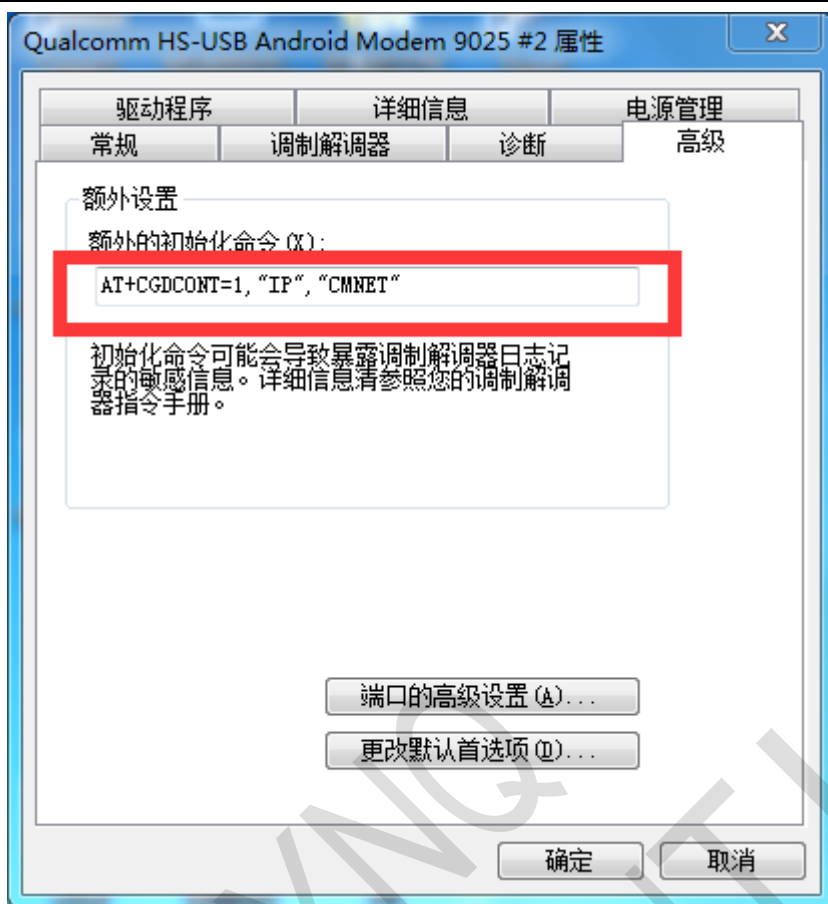 Qualcomm HS-USB Android Modem 9025 #2 属性
驱动程序 详细信息 电源管理
常规 调制解调器 诊断 高级
额外设置
额外的初始化命令(X):
AT+CGDCONT=1,“IP“,“CMNET“
初始化命令可能会导致暴露调制解调器日志记
录的敏感信息。详细信息请参照您的调制解调
器指令手册。
端口的高级设置(A)...
更改默认首选项(D)...
确定 取消